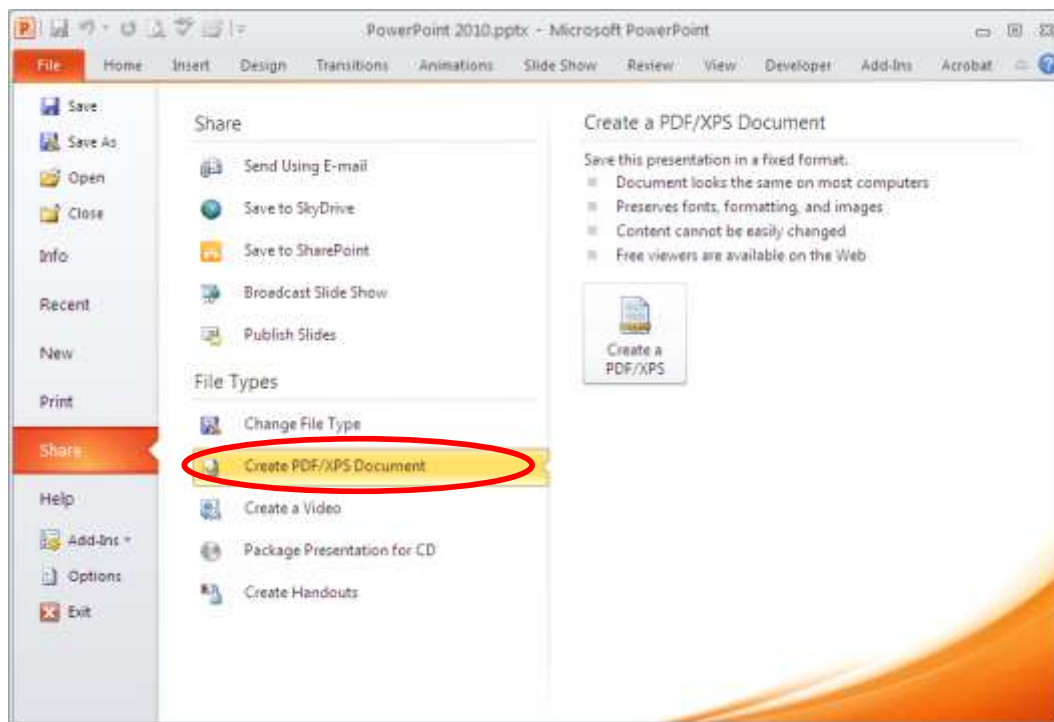 PowerPoint 2010.pptx - Microsoft PowerPoint
File Home Insert Design Transitions Animations Slide Show Review View Developer Add-Ins Acrobat
Save
Save As
Open
Close
Info
Recent
New
Print
Share
Help
Add-Ins
Options
Exit
Share
Send Using E-mail
Save to SkyDrive
Save to SharePoint
Broadcast Slide Show
Publish Slides
File Types
Change File Type
Create PDF/XPS Document
Create a Video
Package Presentation for CD
Create Handouts
Create a PDF/XPS Document
Save this presentation in a fixed format.
Document looks the same on most computers
Preserves fonts, formatting, and images
Content cannot be easily changed
Free viewers are available on the Web
Create a
PDF/XPS